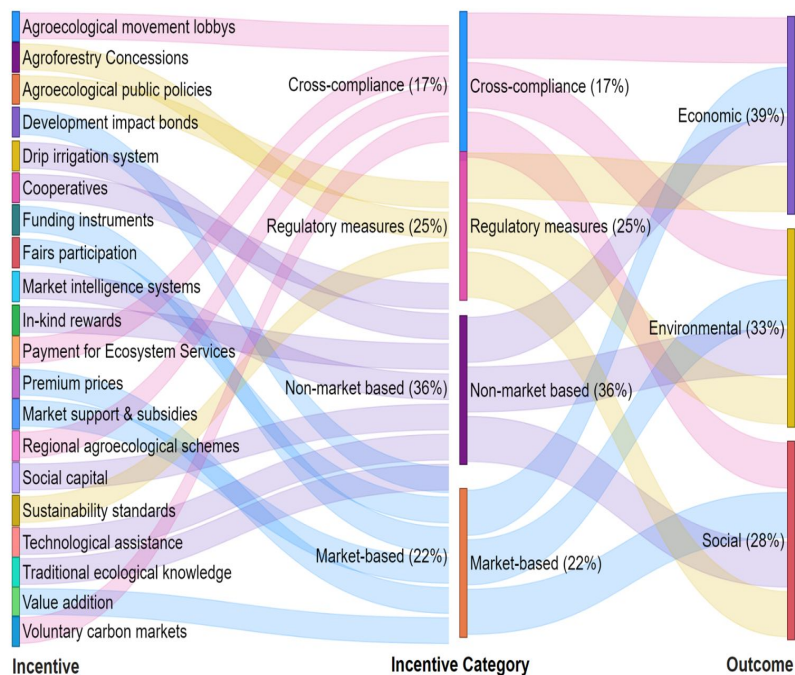 Agroecological movement lobbys
Agroforestry Concessions
Agroecological public policies
Development impact bonds
Drip irrigation system
Cooperatives
Funding instruments
Fairs participation
Market intelligence systems
In-kind rewards
Payment for Ecosystem Services
Premium prices
Market support & subsidies
Regional agroecological schemes
Social capital
Sustainability standards
Technological assistance
Traditional ecological knowledge
Value addition
Voluntary carbon markets
Incentive
Cross-compliance (17%)
Regulatory measures (25%)
Non-market based (36%)
Market-based (22%)
Incentive Category
Cross-compliance (17%)
Regulatory measures (25%)
Non-market based (36%)
Market-based (22%)
Economic (39%)
Environmental (33%)
Social (28%)
Outcome